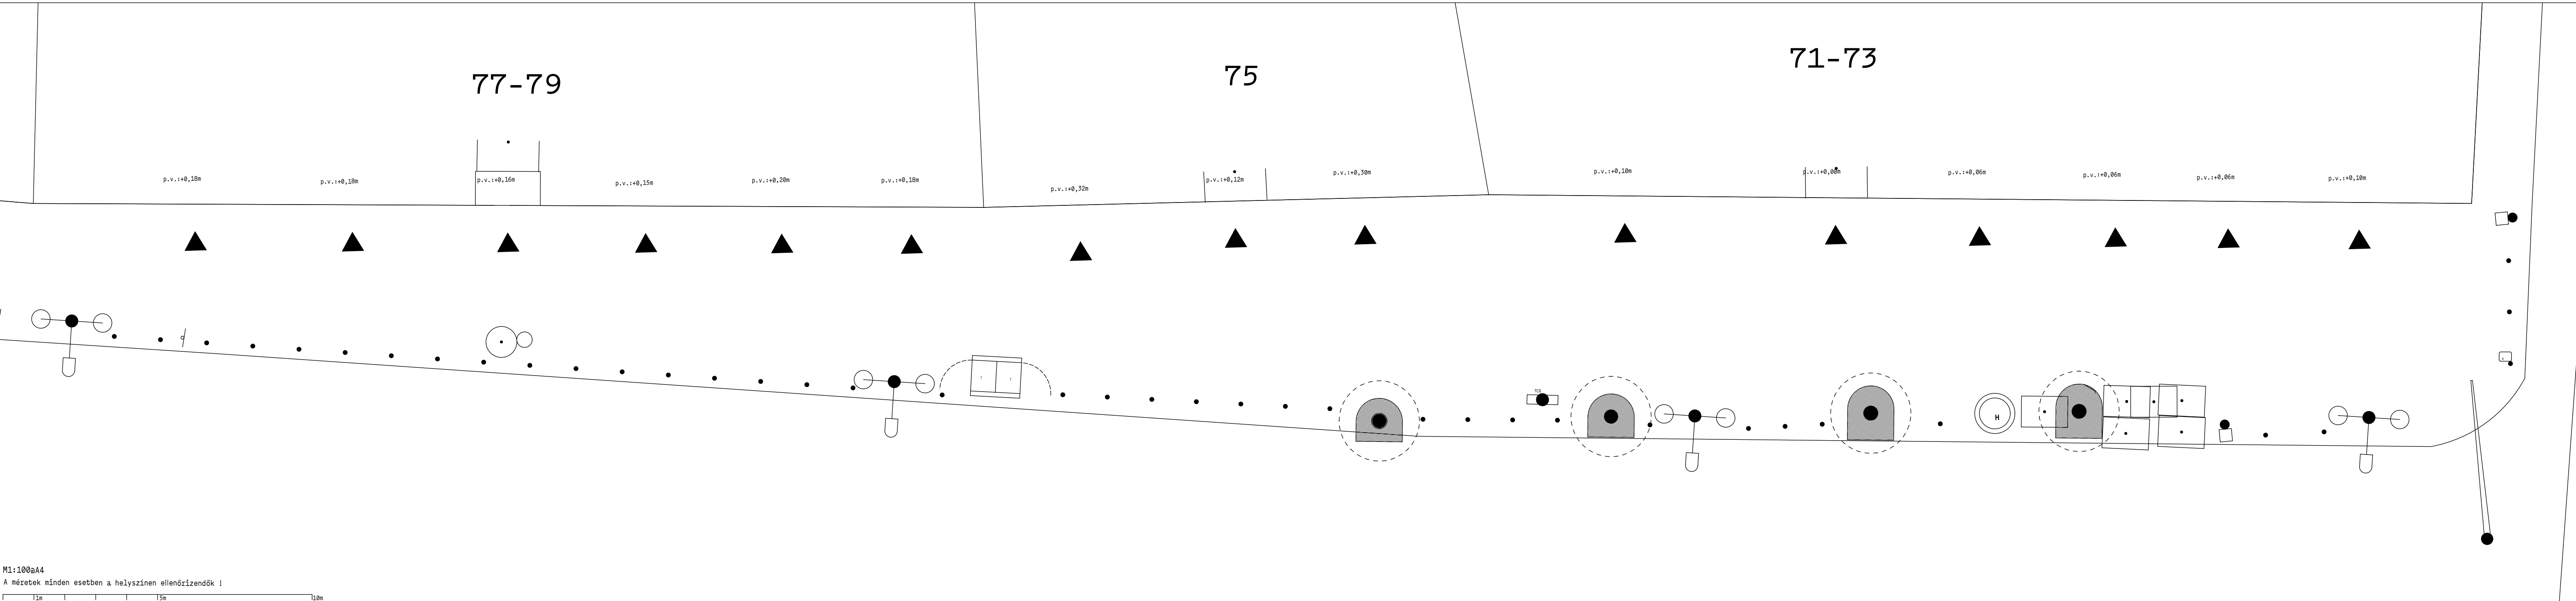 77-79
75
71-73
p.v.:+0,18m
p.v.:+0,18m
p.v.:+0,16m
p.v.:+0,15m
p.v.:+0,20m
p.v.:+0,18m
p.v.:+0,32m
p.v.:+0,12m
p.v.:+0,30m
p.v.:+0,10m
p.v.:+0,00m
p.v.:+0,06m
p.v.:+0,06m
p.v.:+0,06m
p.v.:+0,10m
H
M1:100@A4
A méretek minden esetben a helyszínen ellenőrizendők !
1m 5m 10m